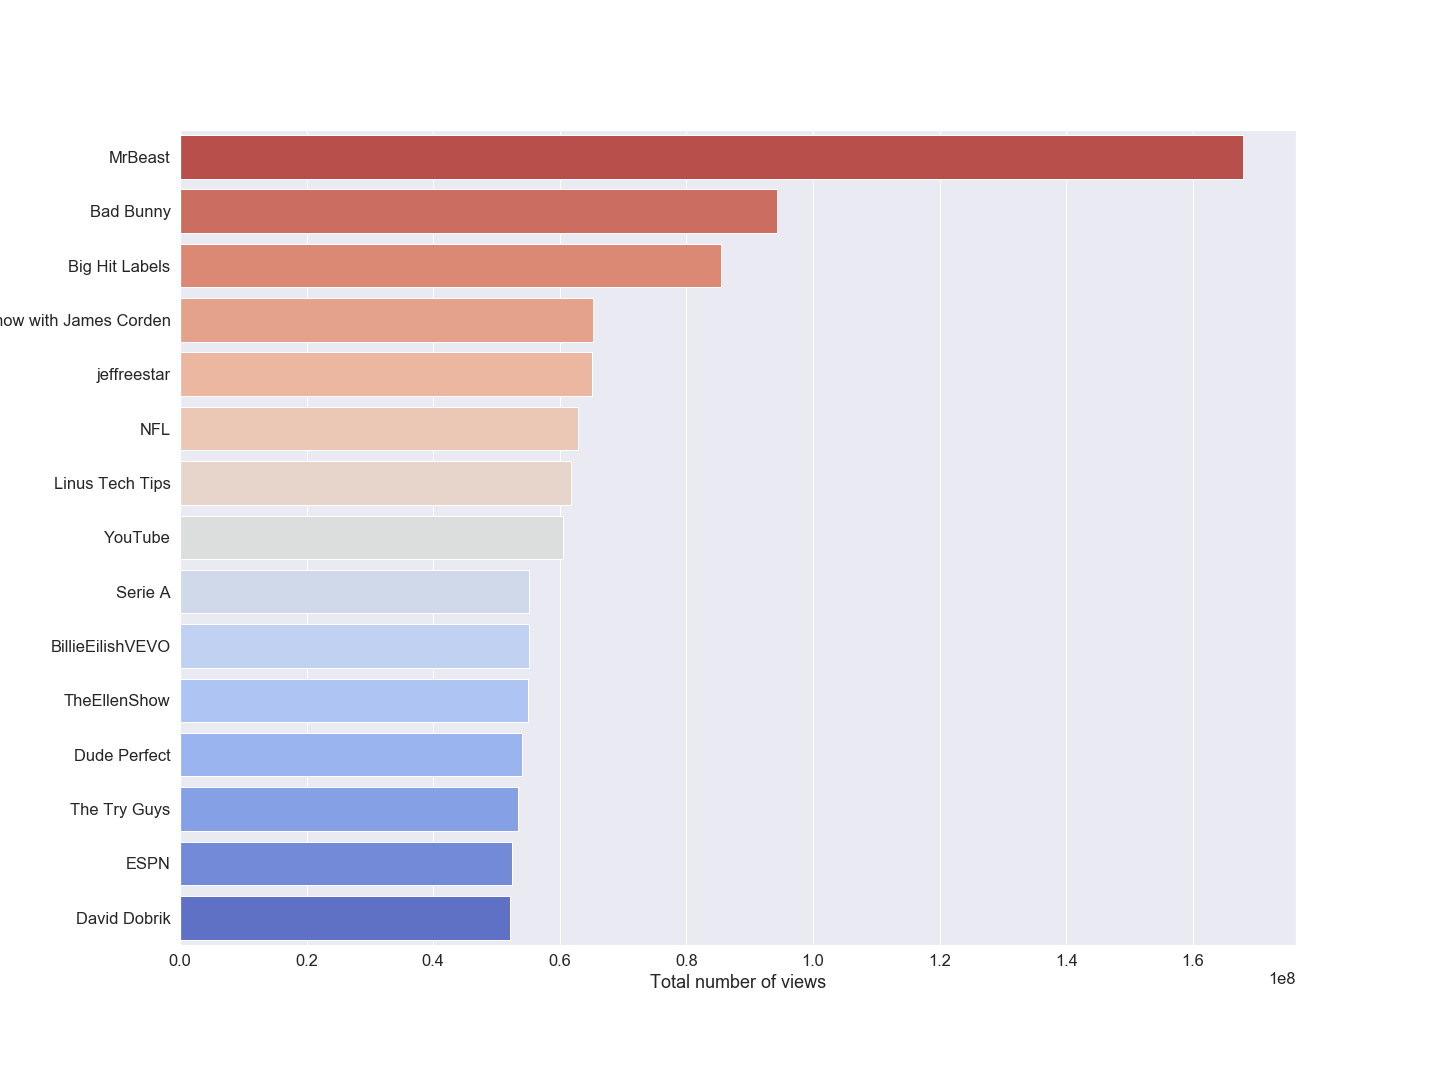 MrBeast
Bad Bunny
Big Hit Labels
with James Corden
jeffreestar
NFL
Linus Tech Tips
YouTube
Serie A
BillieEilishVEVO
TheEllenShow
Dude Perfect
The Try Guys
ESPN
David Dobrik
0.0 0.2 0.4 0.6 0.8 1.0 1.2 1.4 1.6
1e8
Total number of views